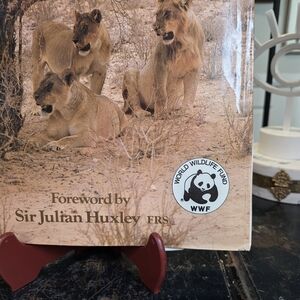 Foreword by
Sir Julian Huxley FRS
WORLD WILDLIFE FUND
WWF